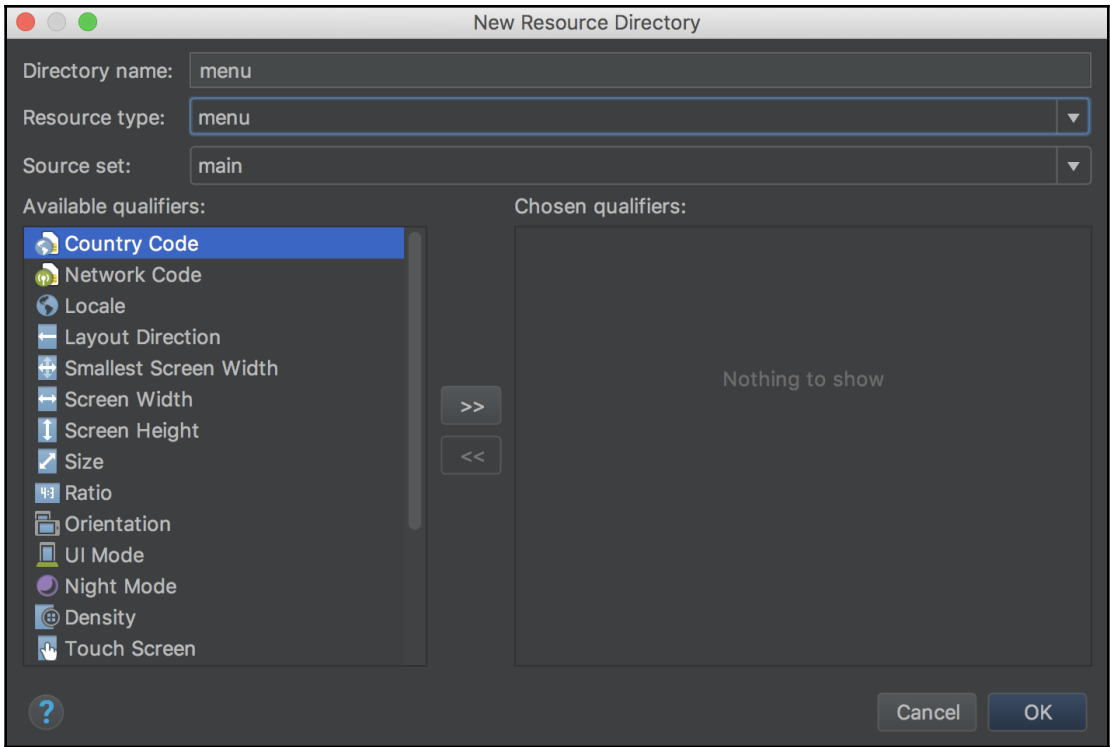 New Resource Directory
Directory name: menu
Resource type: menu
Source set: main
Available qualifiers: Chosen qualifiers:
Country Code
Network Code
Locale
Layout Direction
Smallest Screen Width
Screen Width
Screen Height
Size
4:3 Ratio
Orientation
UI Mode
Night Mode
Density
Touch Screen
>>
<<
Nothing to show
? Cancel OK